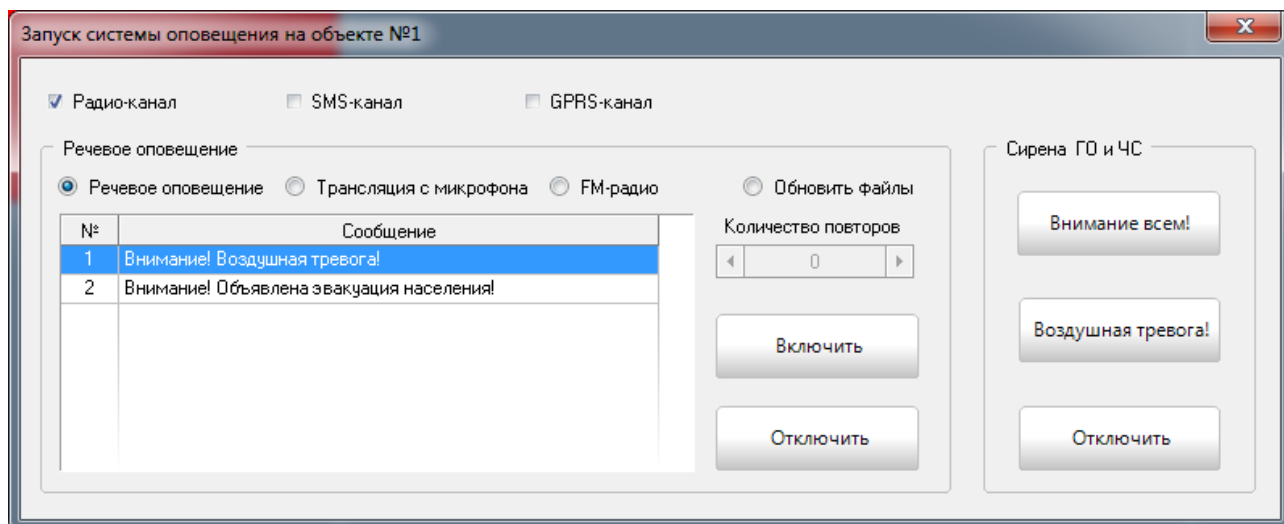 Запуск системы оповещения на объекте №1
Радио-канал SMS-канал GPRS-канал
Речевое оповещение
Речевое оповещение Трансляция с микрофона FM-радио Обновить файлы
№ Сообщение
1 Внимание! Воздушная тревога!
2 Внимание! Объявлена эвакуация населения!
Количество повторов
0
Включить
Отключить
Сирена ГО и ЧС
Внимание всем!
Воздушная тревога!
Отключить